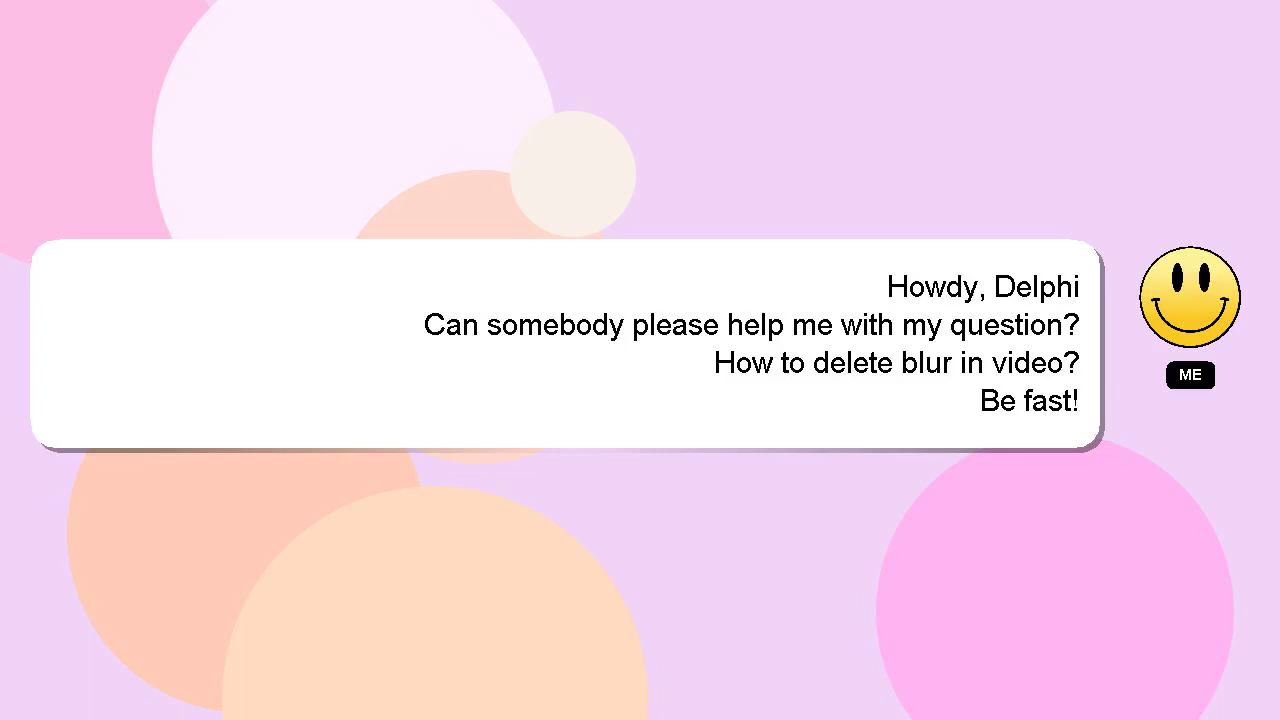 Howdy, Delphi
Can somebody please help me with my question?
How to delete blur in video?
Be fast!
ME